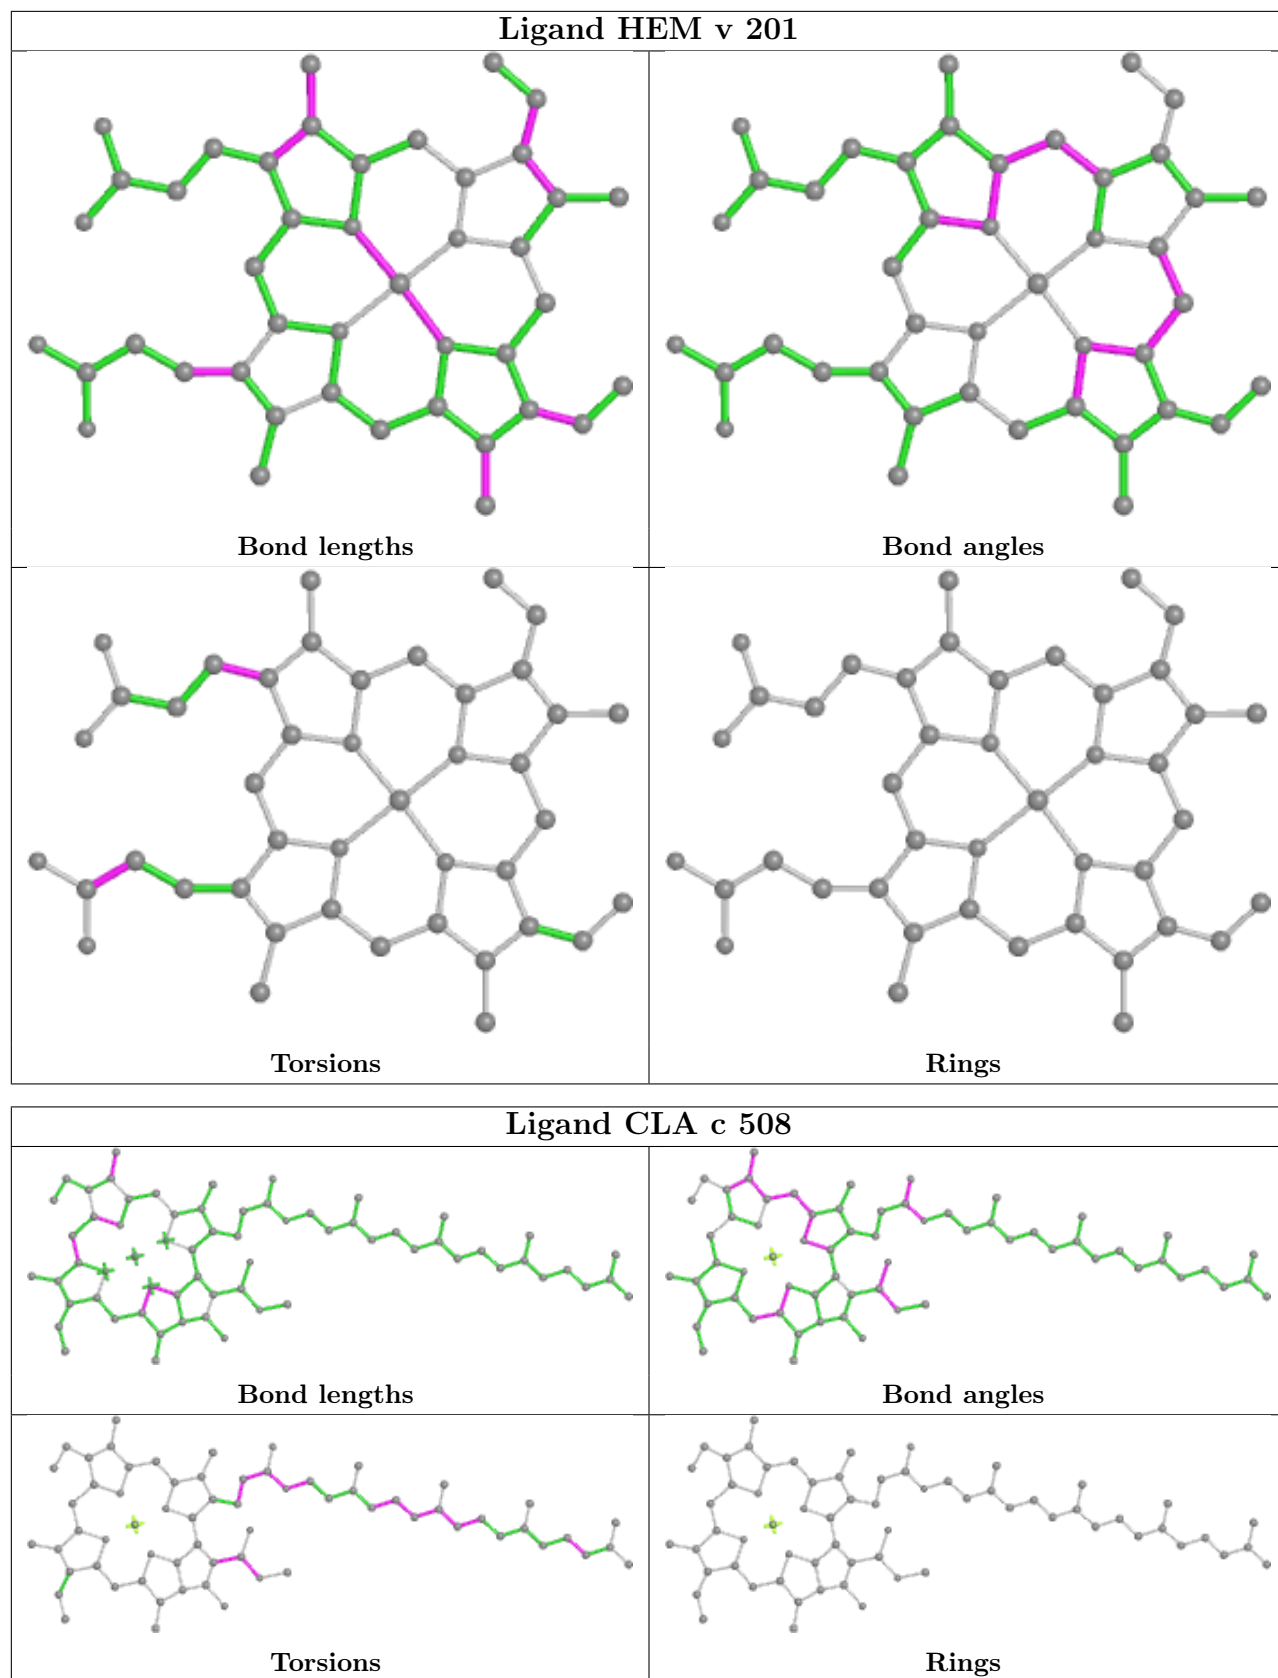 Ligand HEM v 201
Bond lengths
Bond angles
Torsions
Rings
Ligand CLA c 508
Bond lengths
Bond angles
Torsions
Rings